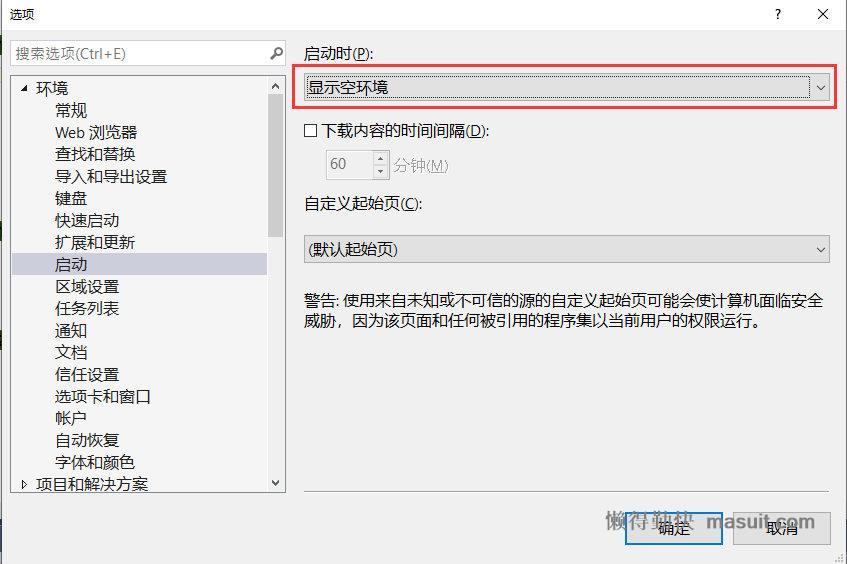 选项
搜索选项(Ctrl+E)
环境
常规
Web 浏览器
查找和替换
导入和导出设置
键盘
快速启动
扩展和更新
启动
区域设置
任务列表
通知
文档
信任设置
选项卡和窗口
帐户
自动恢复
字体和颜色
项目和解决方案
启动时(P):
显示空环境
下载内容的时间间隔(D):
60 分钟(M)
自定义起始页(C):
(默认起始页)
警告: 使用来自未知或不可信的源的自定义起始页可能会使计算机面临安全
威胁，因为该页面和任何被引用的程序集以当前用户的权限运行。
懒得勤快 masuit.com
确定 取消